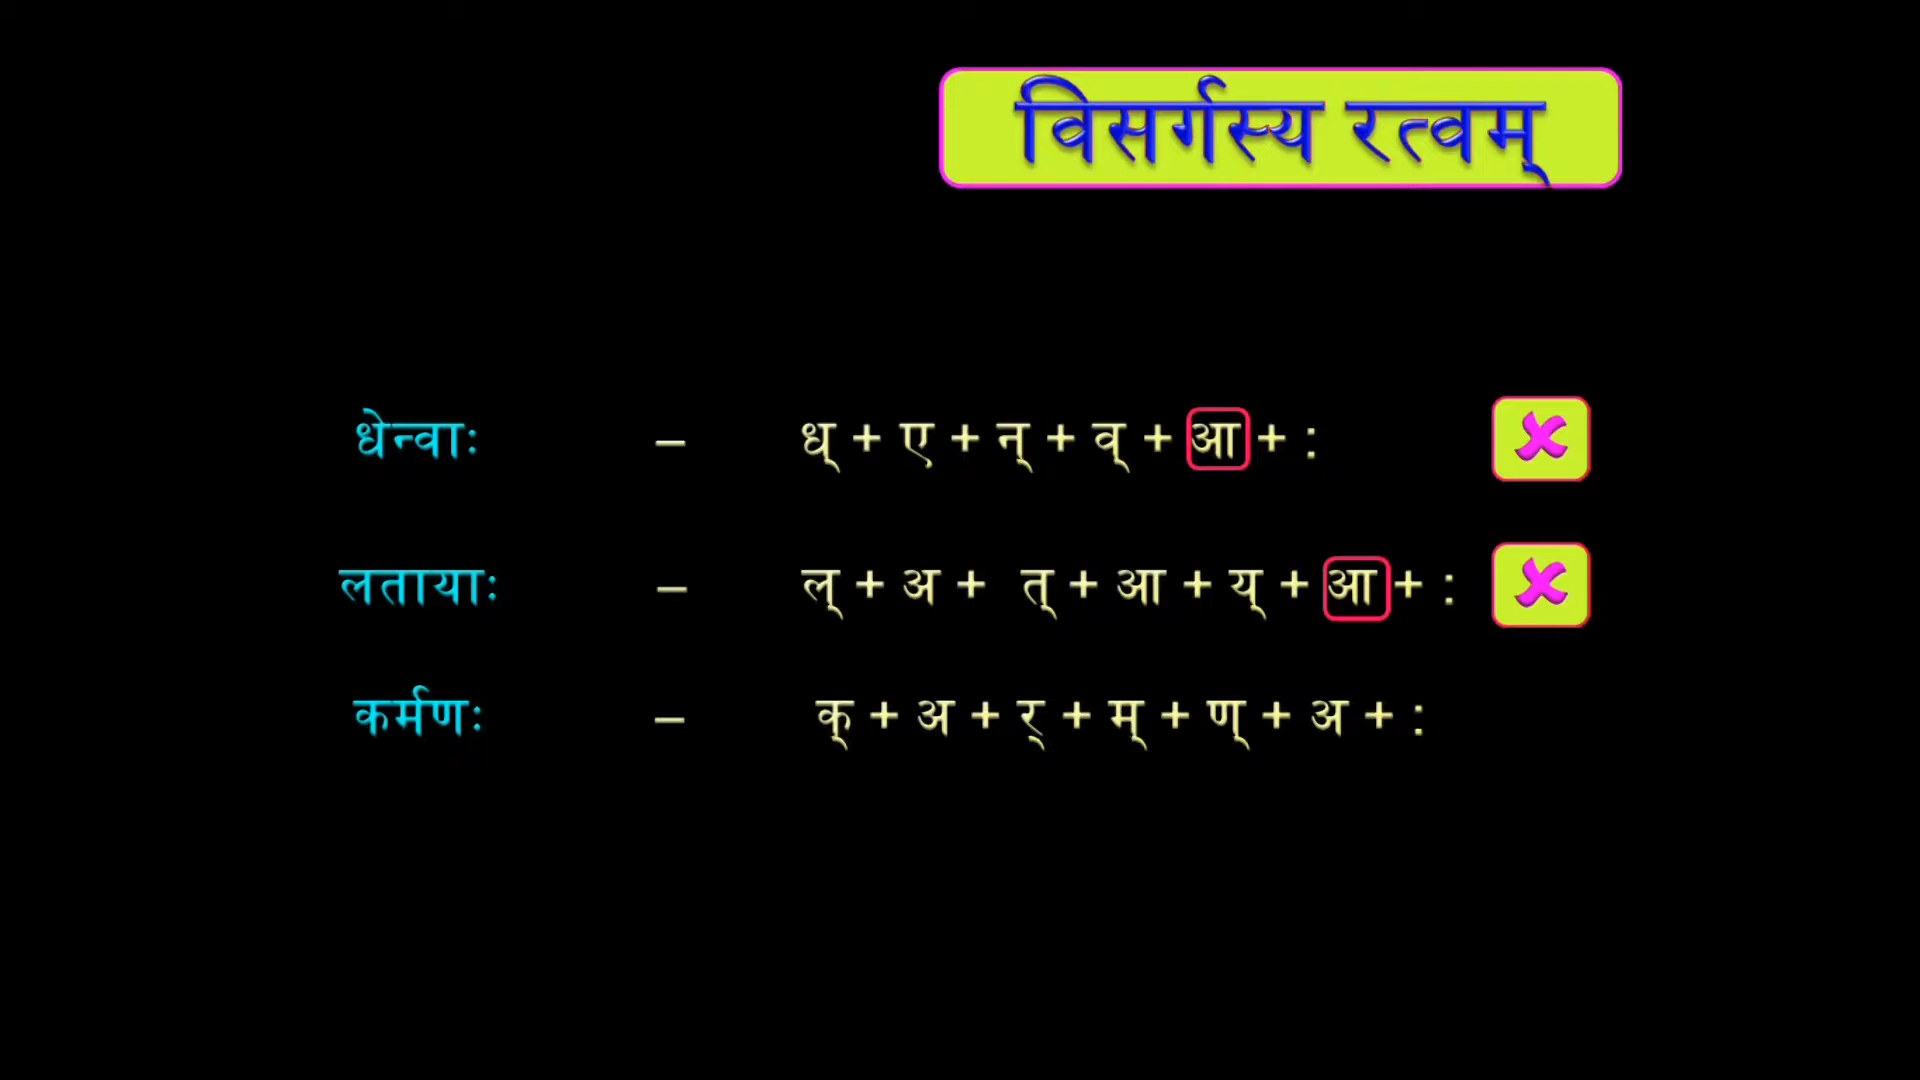 विसर्गस्य रत्वम्
धेन्वाः – ध् + ए + न् + व् + आ + :
लतायाः – ल् + अ + त् + आ + य् + आ + :
कर्मणः – क् + अ + र् + म् + ण् + अ + :